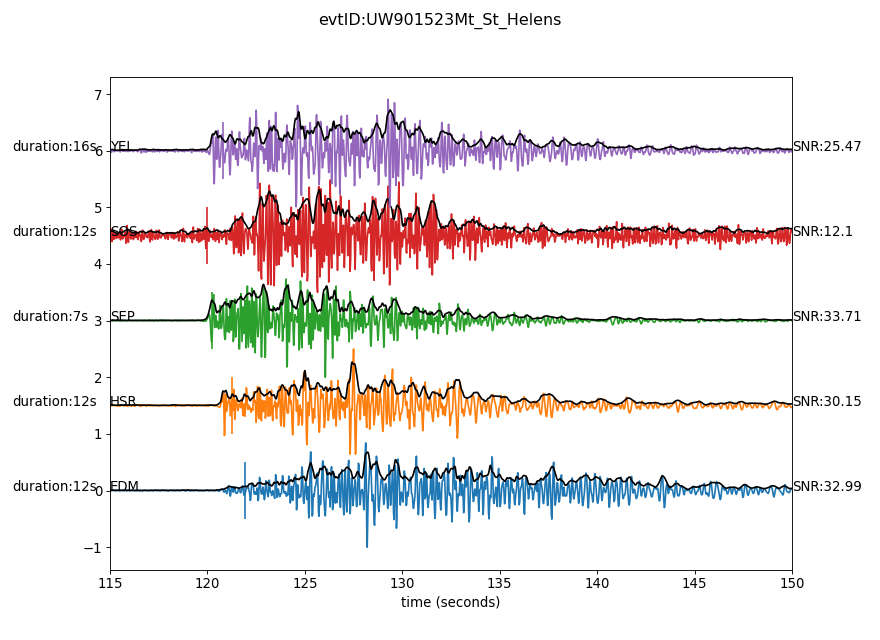 evtID:UW901523Mt_St_Helens
7
duration:16s 6 YEL SNR:25.47
5
duration:12s SOS SNR:12.1
4
duration:7s 3 SEP SNR:33.71
2
duration:12s HSR SNR:30.15
1
duration:12s 0 EDM SNR:32.99
−1
115 120 125 130 135 140 145 150
time (seconds)